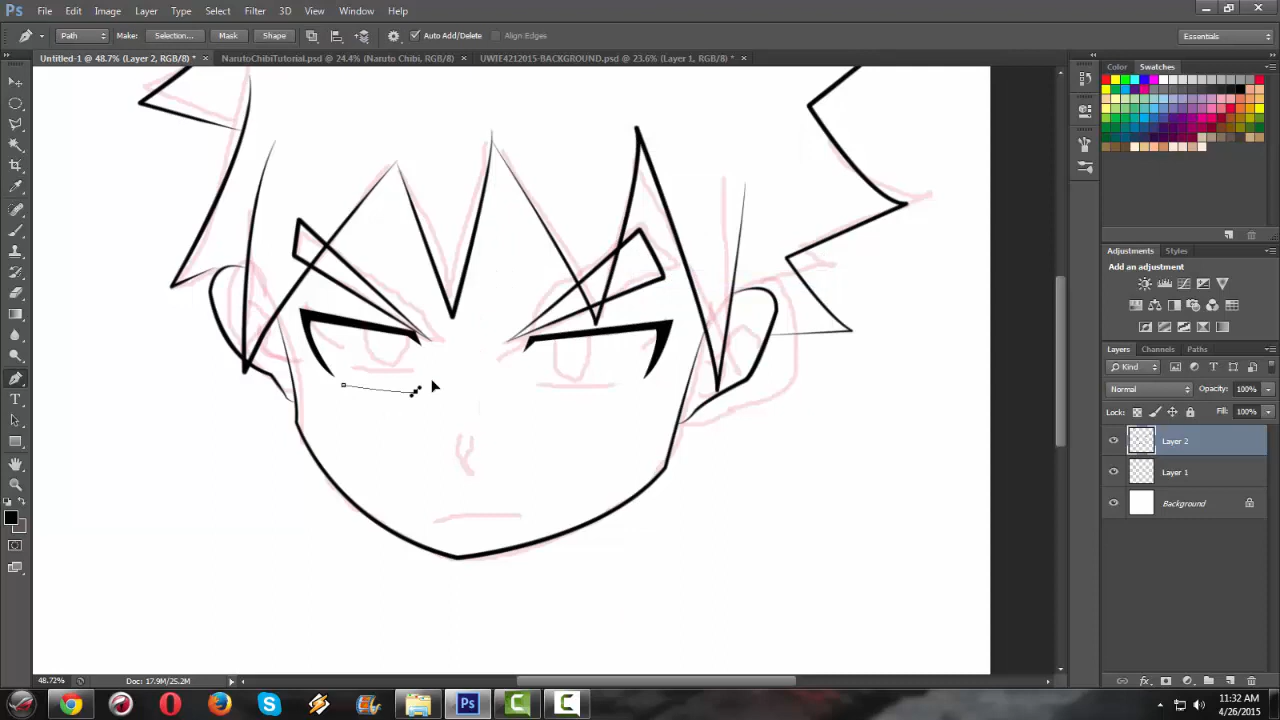 Ps File Edit Image Layer Type Select Filter 3D View Window Help
Path Make: Selection... Mask Shape Auto Add/Delete Align Edges Essentials
Untitled-1 @ 48.7% (Layer 2, RGB/8) * × NarutoChibiTutorial.psd @ 24.4% (Naruto Chibi, RGB/8) × UWIE4212015-BACKGROUND.psd @ 23.6% (Layer 1, RGB/8) * ×
Color Swatches
Adjustments Styles
Add an adjustment
Layers Channels Paths
Kind
Normal Opacity: 100%
Lock: Fill: 100%
Layer 2
Layer 1
Background
48.72% Doc: 17.9M/25.2M
11:32 AM
4/26/2015